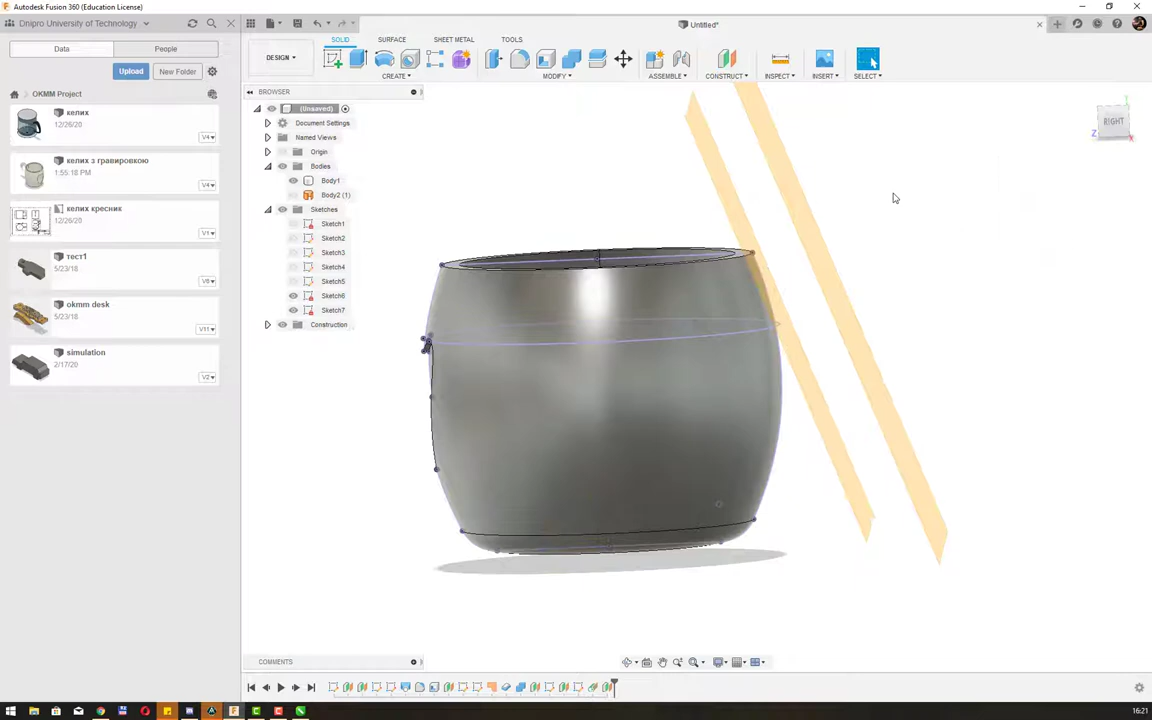 Autodesk Fusion 360 (Education License)
Dnipro University of Technology
Untitled*
Data
People
Upload
New Folder
OKMM Project
келих
12/26/20
V4
келих з гравировкою
1:55:18 PM
V4
келих кресник
12/26/20
V1
тест1
5/23/18
V6
okmm desk
5/23/18
V11
simulation
2/17/20
V2
SOLID
SURFACE
SHEET METAL
TOOLS
DESIGN
CREATE
MODIFY
ASSEMBLE
CONSTRUCT
INSPECT
INSERT
SELECT
BROWSER
(Unsaved)
Document Settings
Named Views
Origin
Bodies
Body1
Body2 (1)
Sketches
Sketch1
Sketch2
Sketch3
Sketch4
Sketch5
Sketch6
Sketch7
Construction
RIGHT
Y
Z
X
COMMENTS
16:21